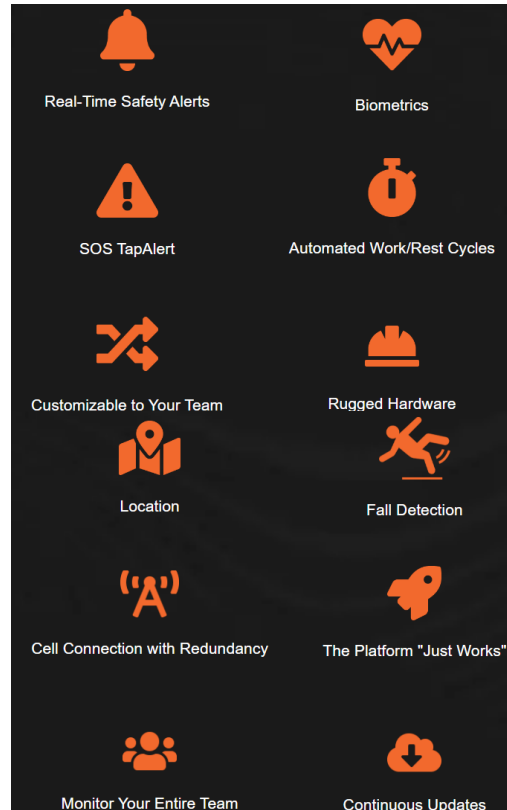 Real-Time Safety Alerts
Biometrics
SOS TapAlert
Automated Work/Rest Cycles
Customizable to Your Team
Rugged Hardware
Location
Fall Detection
Cell Connection with Redundancy
The Platform "Just Works"
Monitor Your Entire Team
Continuous Updates